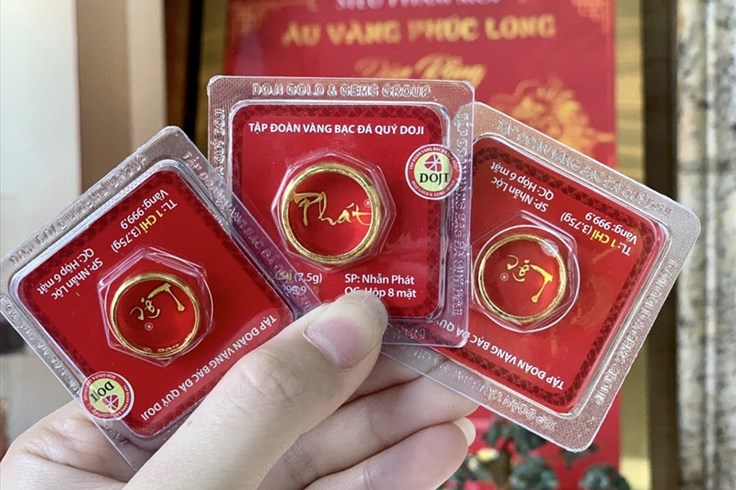 ÂU VÀNG PHÚC LONG
DOJI GOLD & GEMS GROUP
TẬP ĐOÀN VÀNG BẠC ĐÁ QUÝ DOJI
DOJI
Phát
(7,5g)
SP: Nhẫn Phát
QC: Hộp 8 mặt
TL: 1 CHỈ (3.75g)
Vàng: 999.9
SP: Nhẫn Lộc
QC: Hộp 6 mặt
Lộc
TẬP ĐOÀN VÀNG BẠC ĐÁ QUÝ DOJI
DOJI
TL: 1 CHỈ (3.75g)
Vàng: 999.9
SP: Nhẫn Lộc
QC: Hộp 6 mặt
Lộc
TẬP ĐOÀN VÀNG BẠC ĐÁ QUÝ DOJI